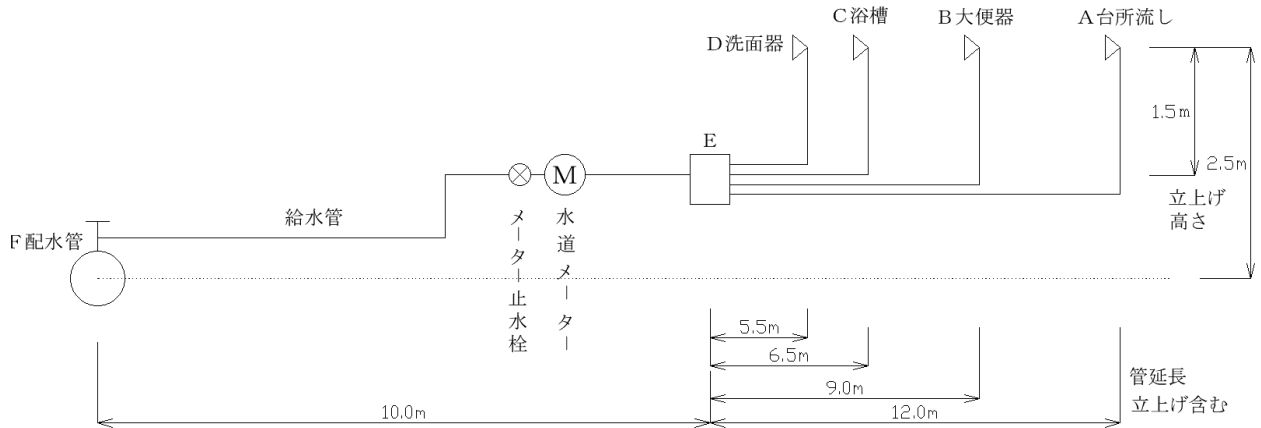 C浴槽
B大便器
A台所流し
D洗面器
1.5m
E
2.5m
M
立上げ
高さ
給水管
F配水管
メーター止水栓
水道メーター
5.5m
6.5m
9.0m
管延長
10.0m
12.0m
立上げ含む